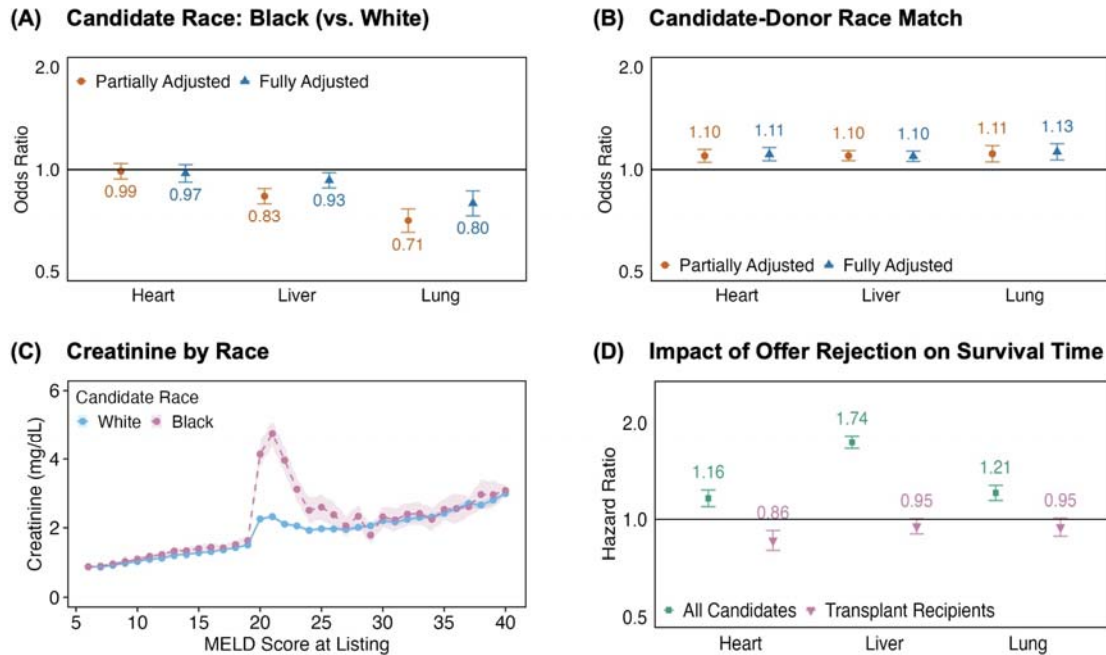 (A) Candidate Race: Black (vs. White)
2.0
Partially Adjusted Fully Adjusted
Odds Ratio
1.0
0.99
0.97
0.83
0.93
0.71
0.80
0.5
Heart Liver Lung
(B) Candidate-Donor Race Match
2.0
Odds Ratio
1.10 1.11 1.10 1.10 1.11 1.13
1.0
Partially Adjusted Fully Adjusted
0.5
Heart Liver Lung
(C) Creatinine by Race
6
Candidate Race
White Black
Creatinine (mg/dL)
4
2
0
5 10 15 20 25 30 35 40
MELD Score at Listing
(D) Impact of Offer Rejection on Survival Time
2.0
Hazard Ratio
1.16
1.74
1.21
1.0
0.86
0.95
0.95
All Candidates Transplant Recipients
0.5
Heart Liver Lung